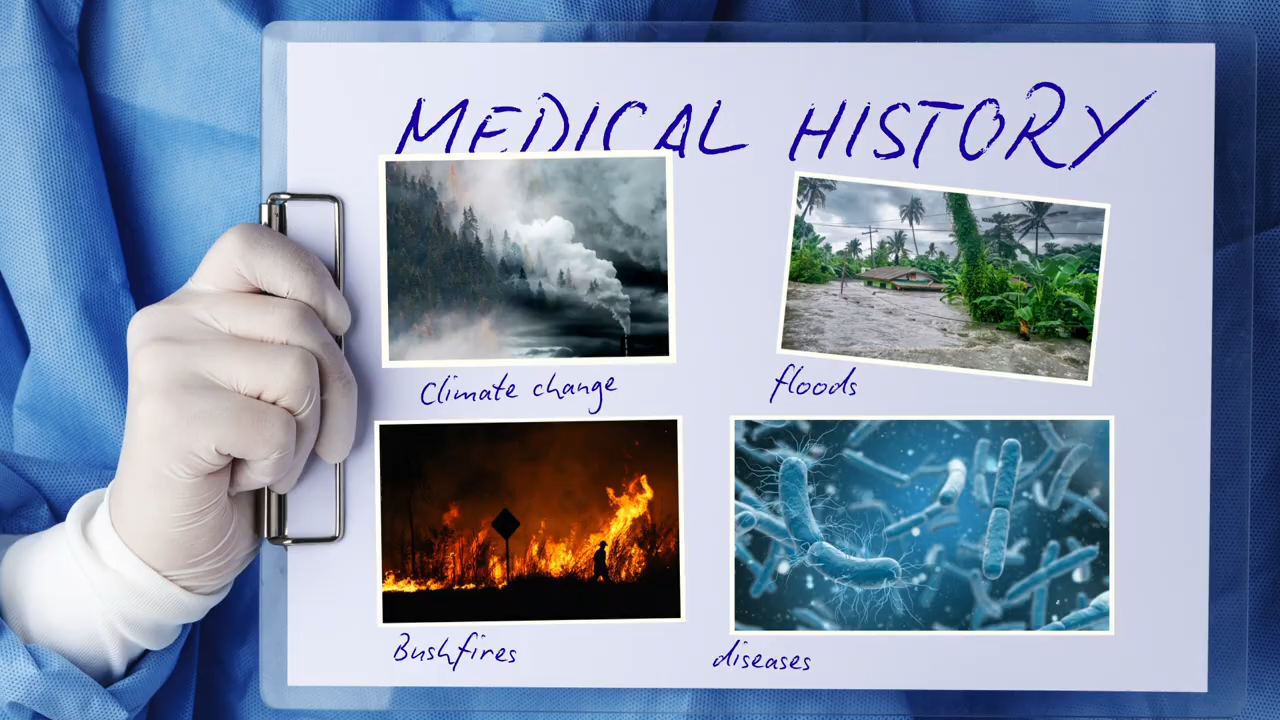 MEDICAL HISTORY
Climate change
floods
Bushfires
diseases